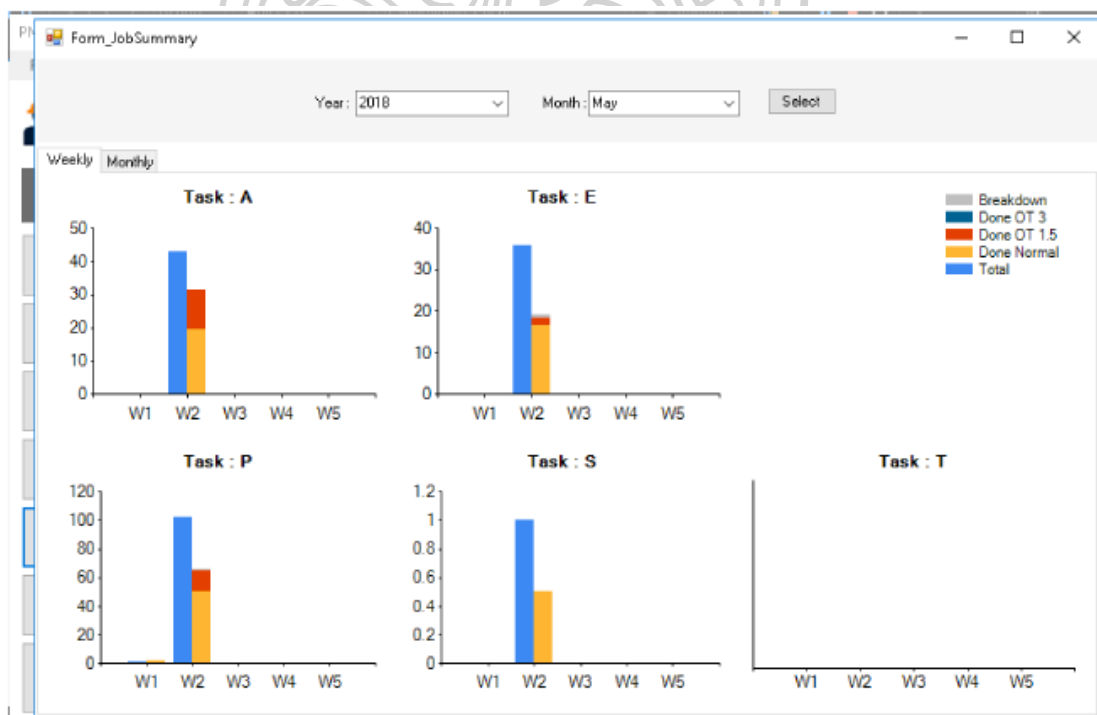 Form_JobSummary
Year: 2018 Month: May Select
Weekly Monthly
Task : A
50
40
30
20
10
0
W1 W2 W3 W4 W5
Task : E
40
30
20
10
0
W1 W2 W3 W4 W5
Breakdown
Done OT 3
Done OT 1.5
Done Normal
Total
Task : P
120
100
80
60
40
20
0
W1 W2 W3 W4 W5
Task : S
1.2
1
0.8
0.6
0.4
0.2
0
W1 W2 W3 W4 W5
Task : T
W1 W2 W3 W4 W5